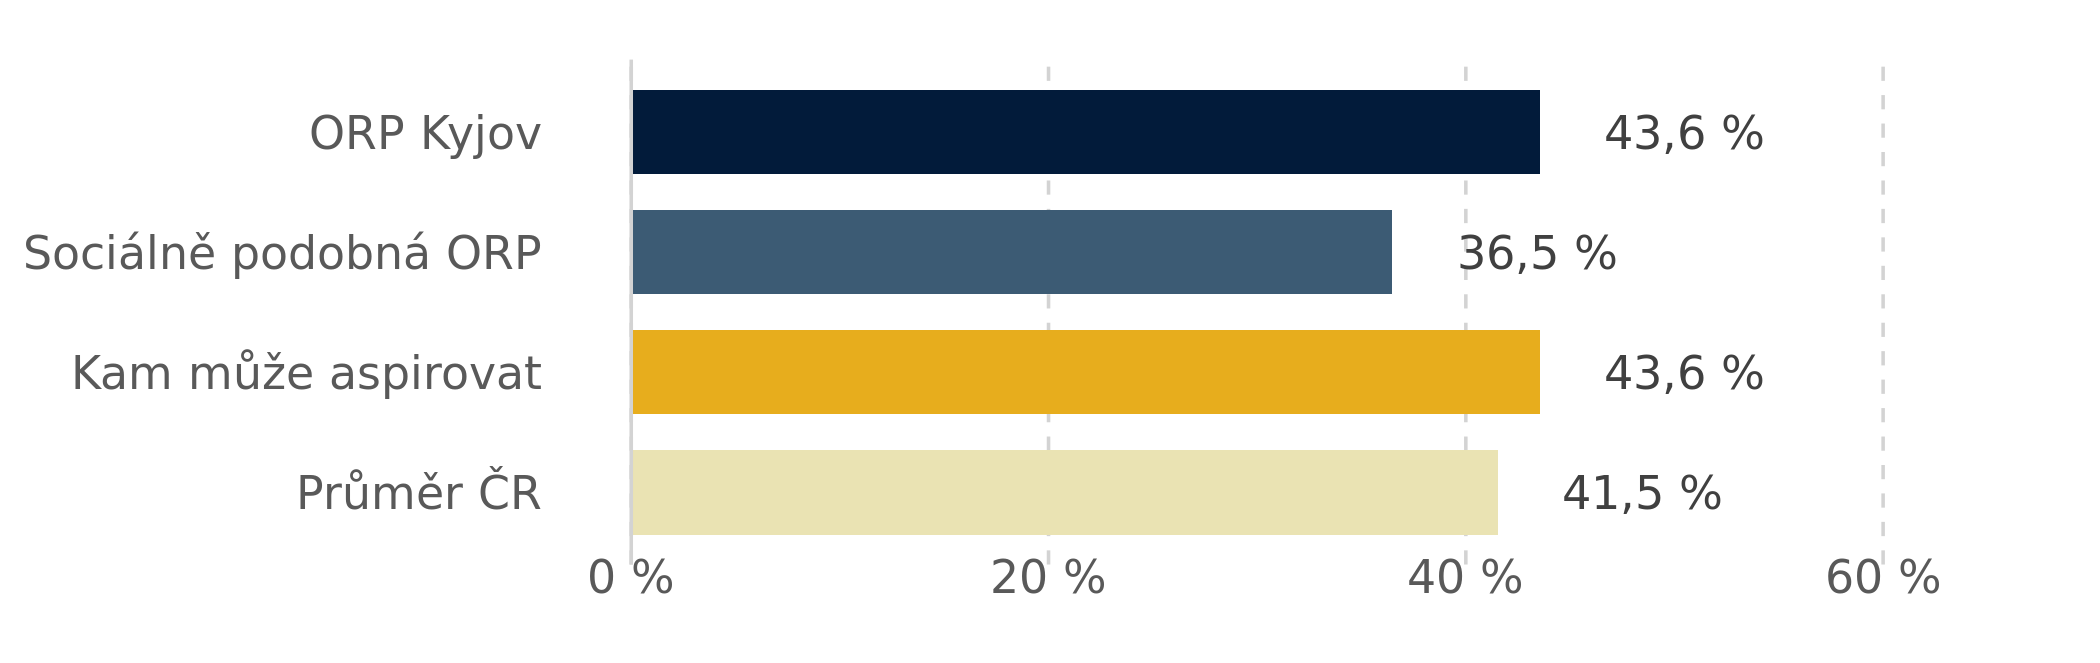 ORP Kyjov 43,6 %
Sociálně podobná ORP 36,5 %
Kam může aspirovat 43,6 %
Průměr ČR 41,5 %
0 % 20 % 40 % 60 %